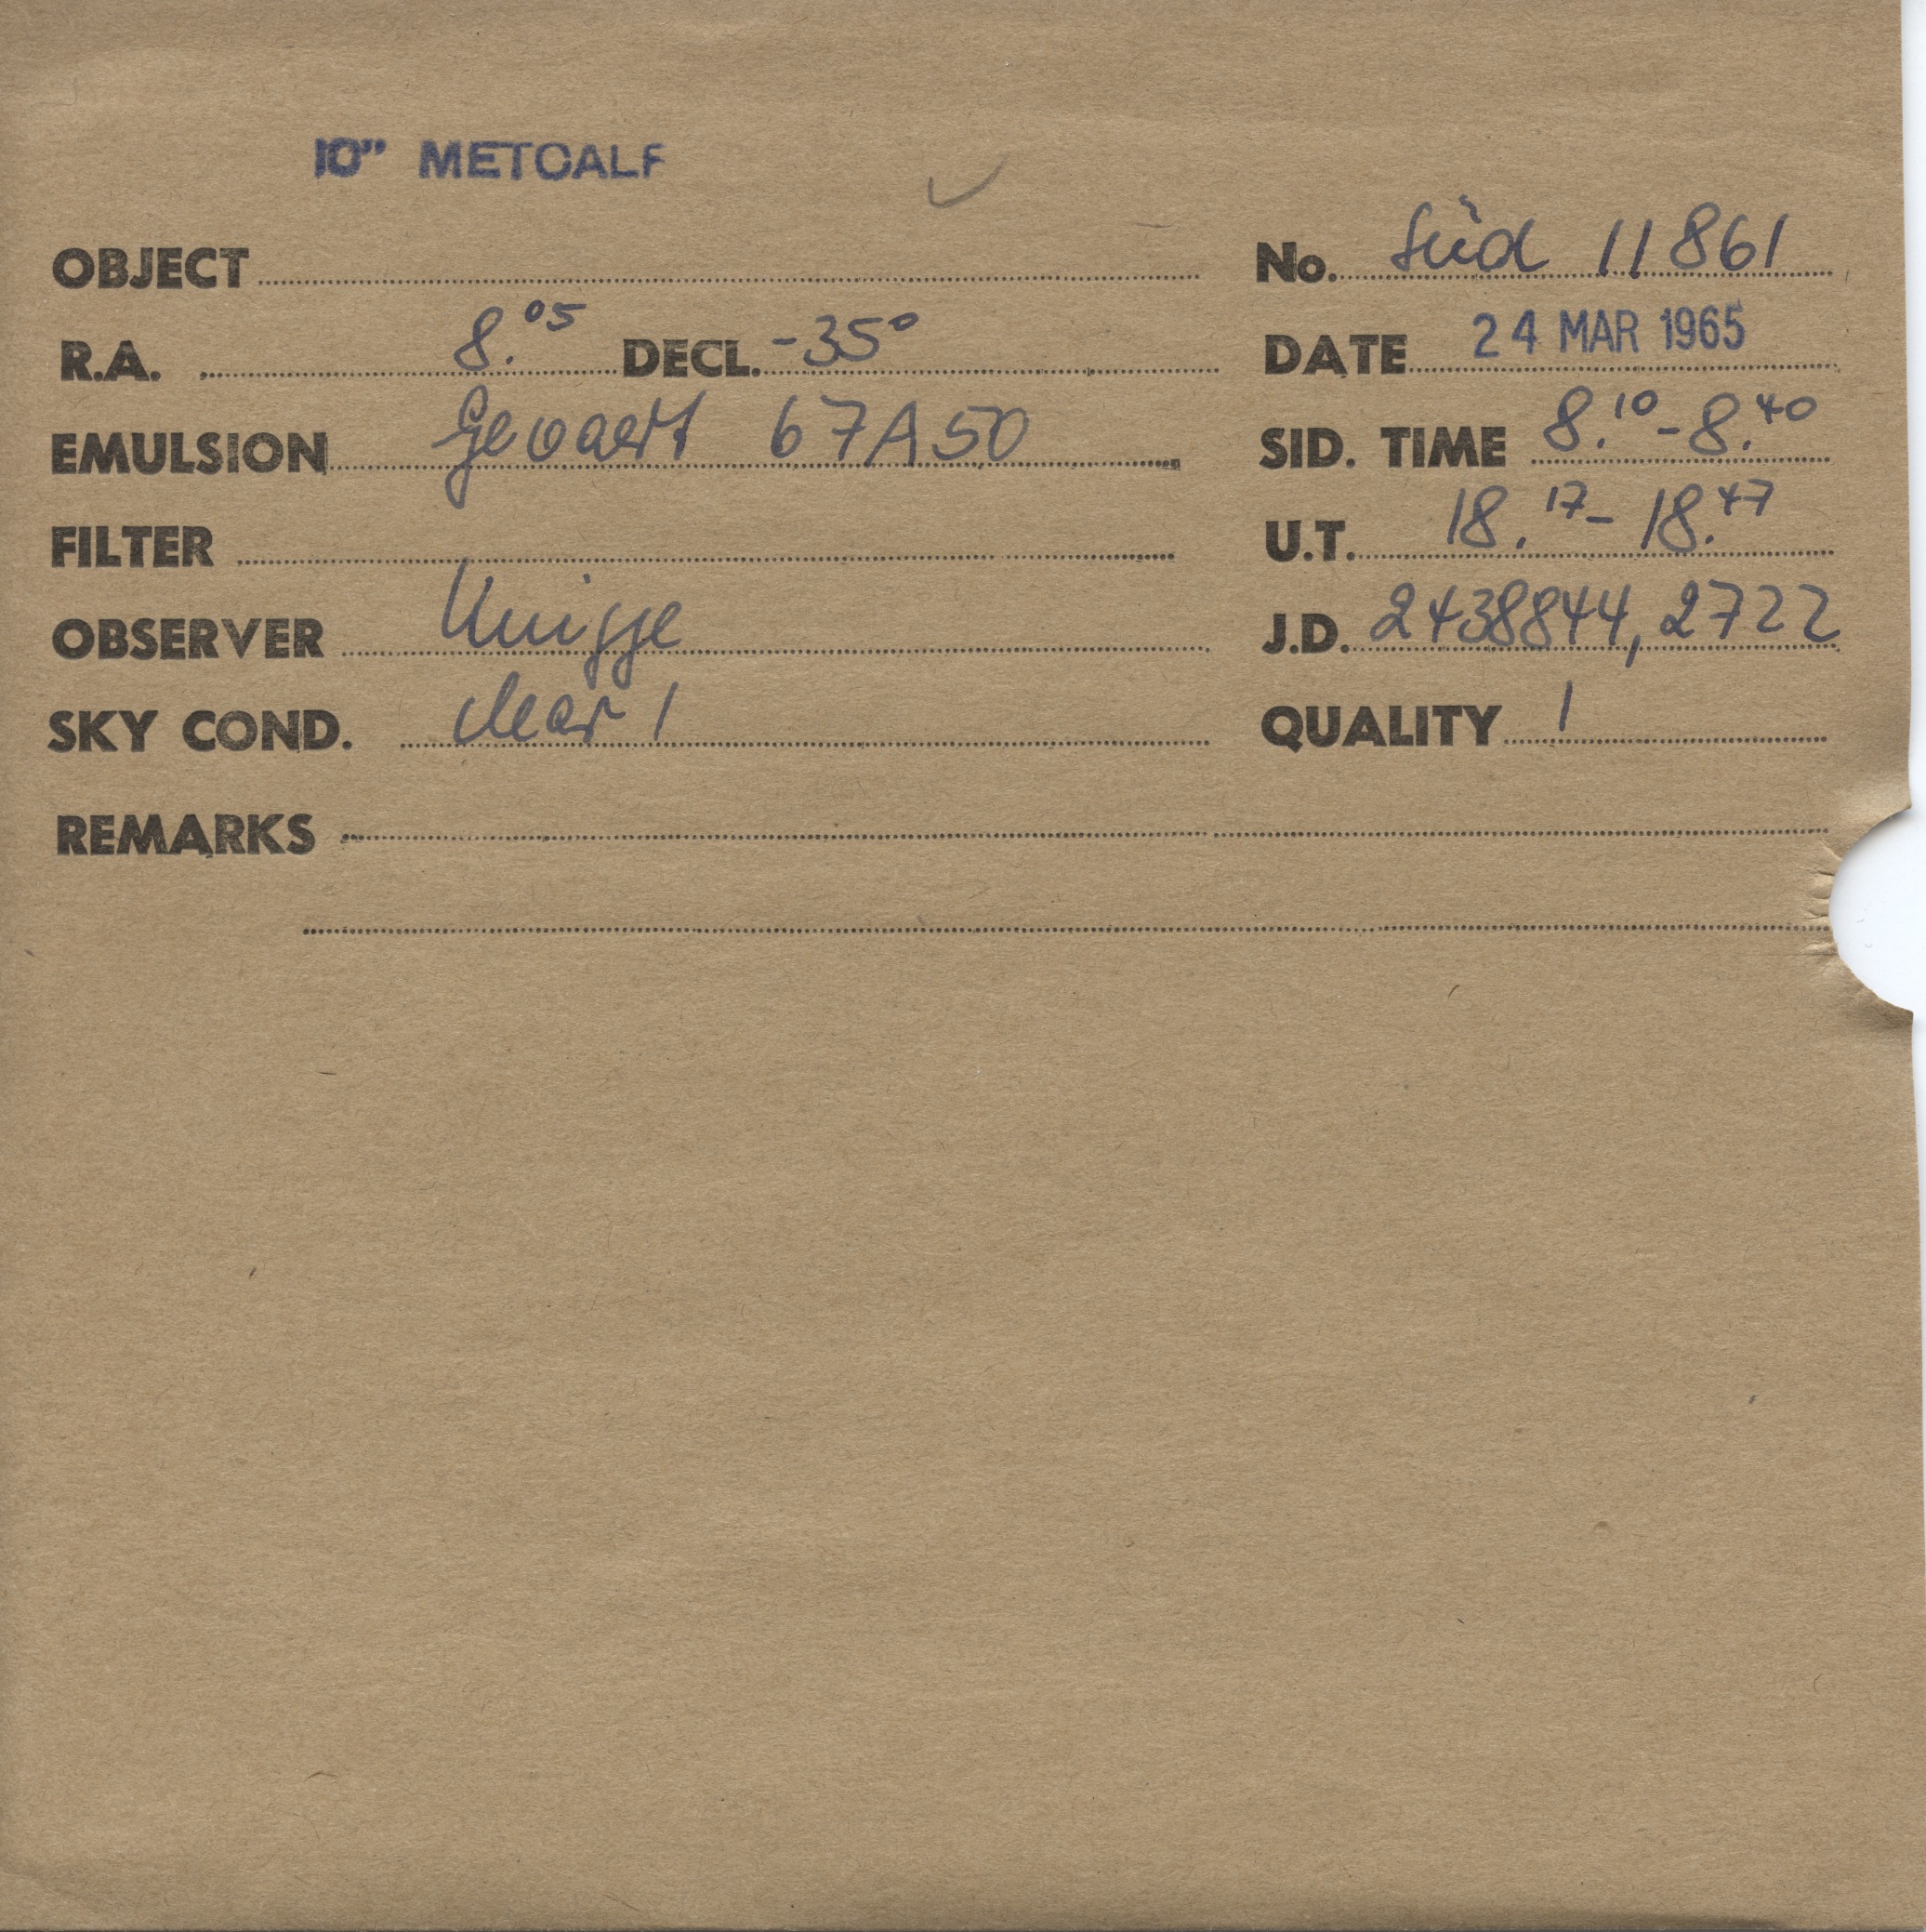 10" METCALF
OBJECT No. Süd 11861
R.A. 8.05 DECL. -35° DATE 24 MAR 1965
EMULSION Gevaert 67A50 SID. TIME 8.10 - 8.40
FILTER U.T. 18.17 - 18.47
OBSERVER Knigge J.D. 2438844,2722
SKY COND. clear 1 QUALITY 1
REMARKS